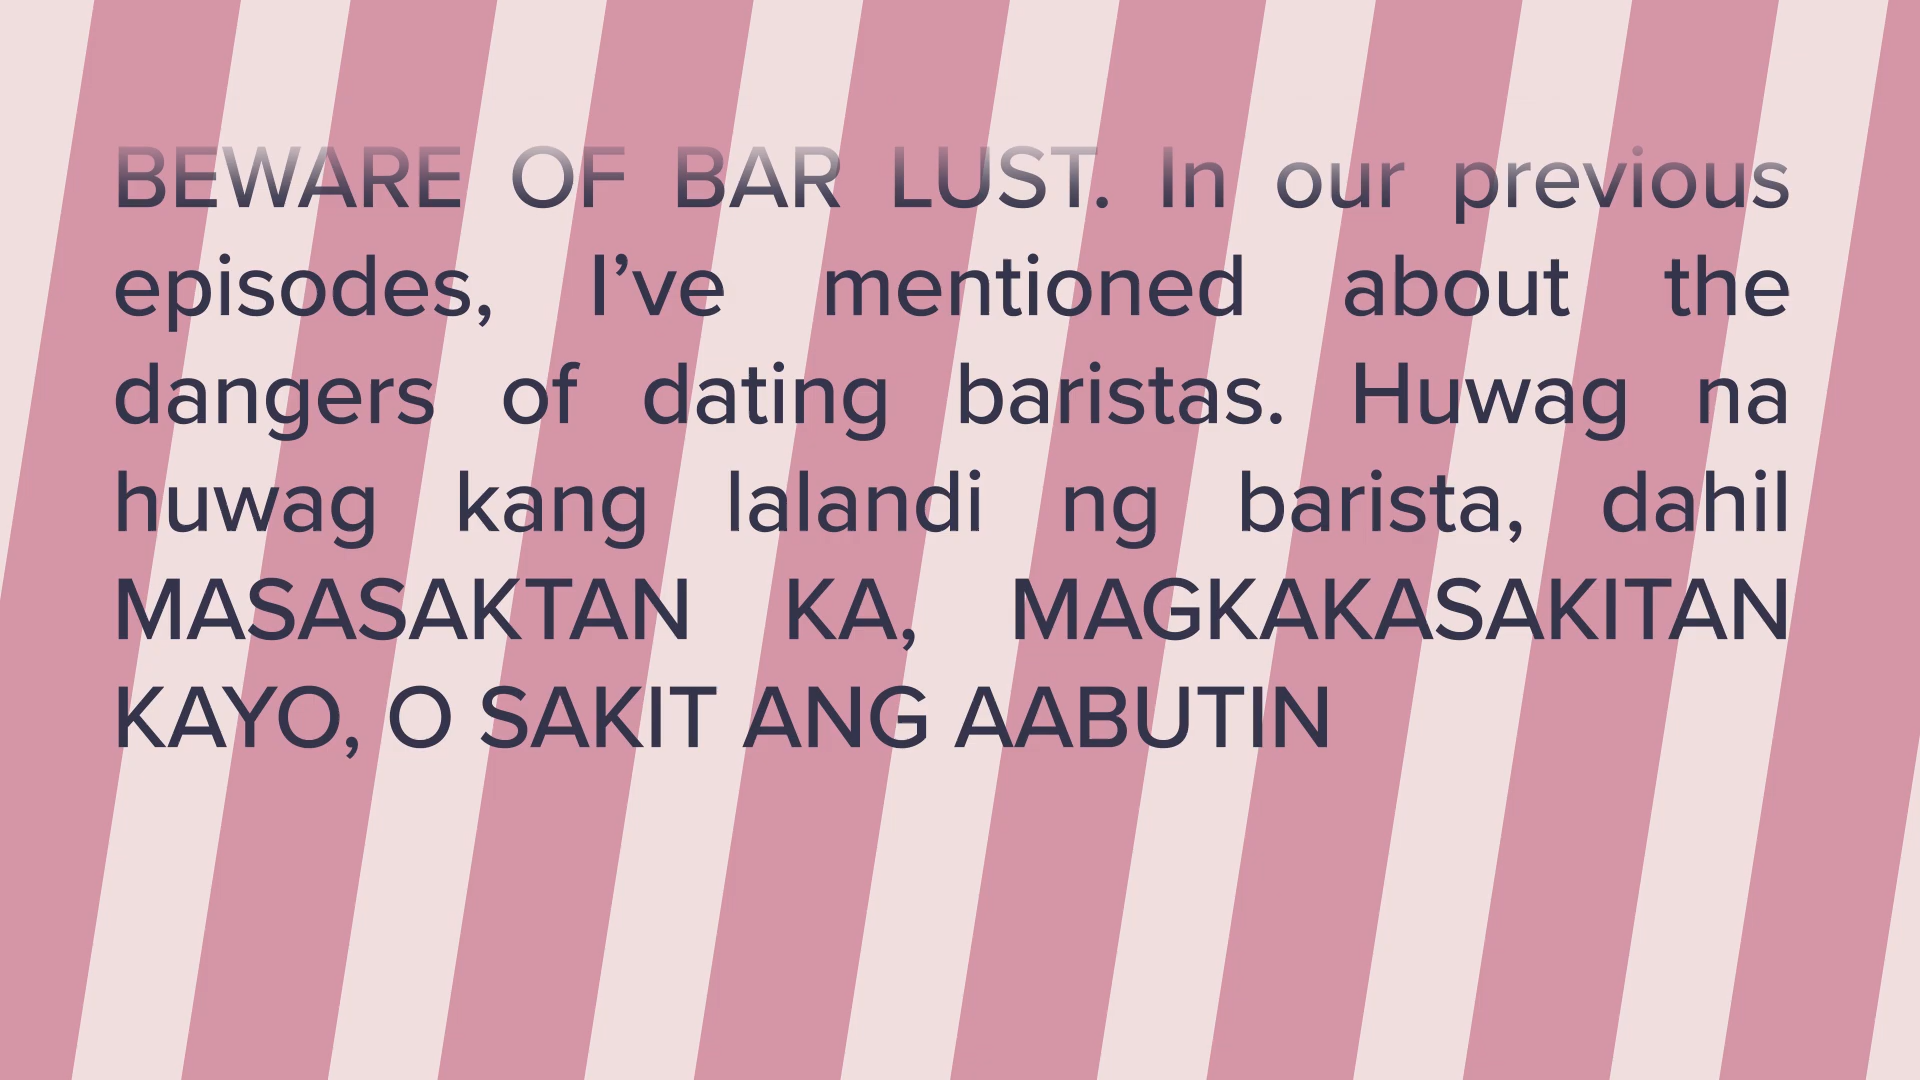 BEWARE OF BAR LUST. In our previous
episodes, I’ve mentioned about the
dangers of dating baristas. Huwag na
huwag kang lalandi ng barista, dahil
MASASAKTAN KA, MAGKAKASAKITAN
KAYO, O SAKIT ANG AABUTIN